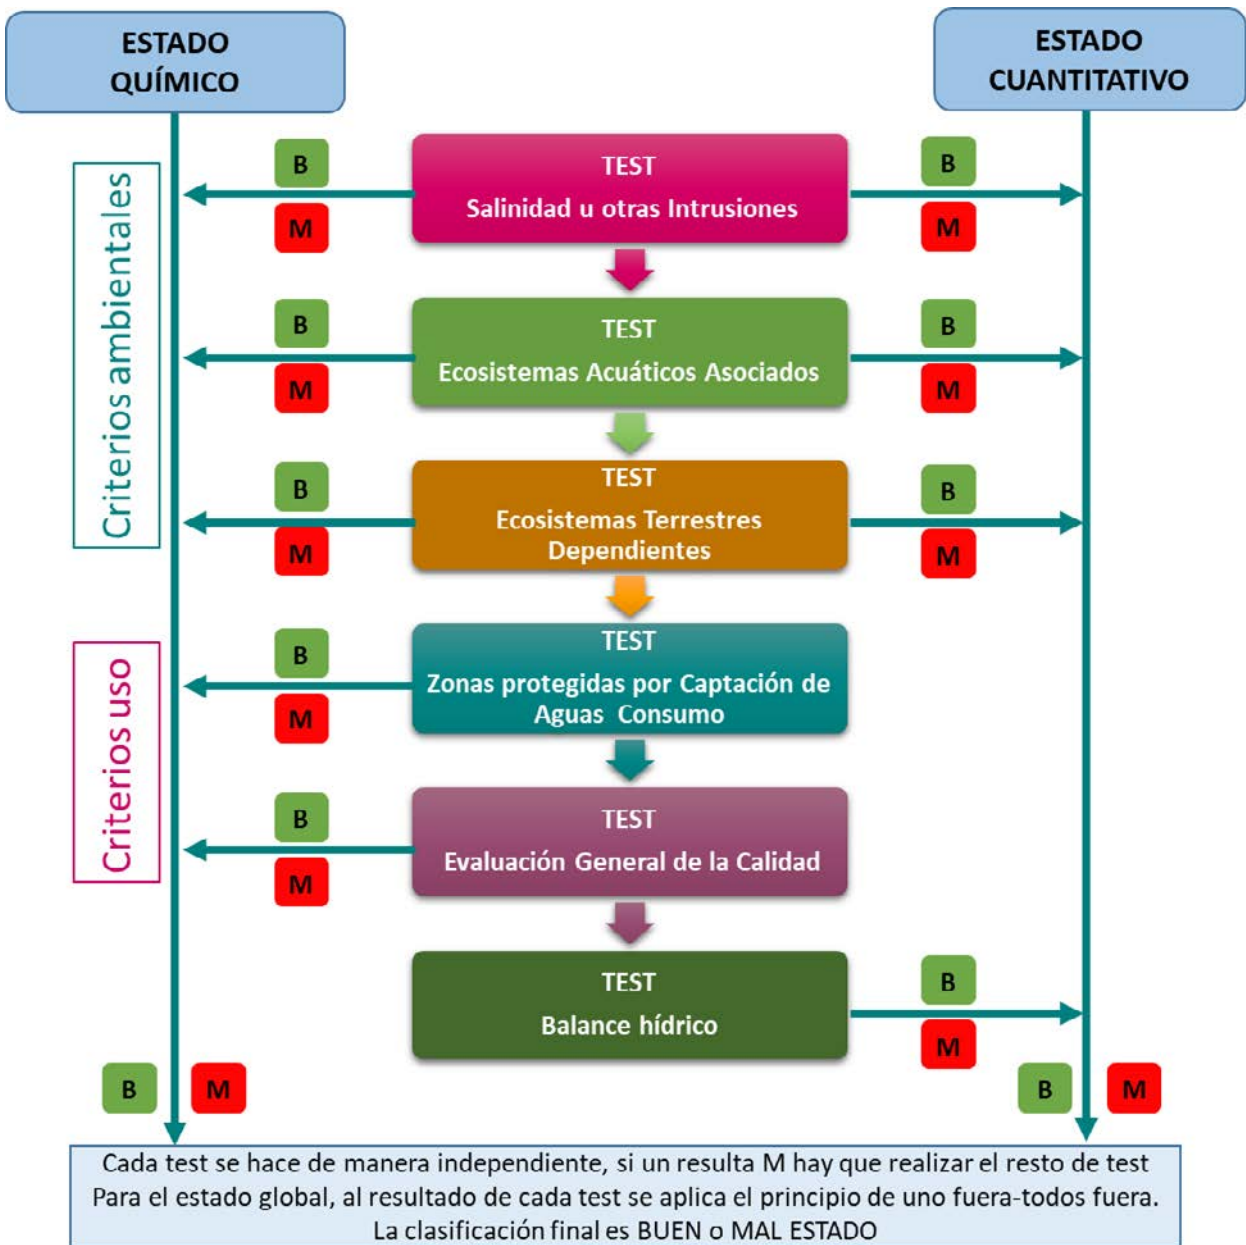 ESTADO
QUÍMICO
ESTADO
CUANTITATIVO
Criterios ambientales
B
M
TEST
Salinidad u otras Intrusiones
B
M
B
M
TEST
Ecosistemas Acuáticos Asociados
B
M
B
M
TEST
Ecosistemas Terrestres
Dependientes
B
M
Criterios uso
B
M
TEST
Zonas protegidas por Captación de
Aguas Consumo
B
M
TEST
Evaluación General de la Calidad
TEST
Balance hídrico
B
M
B
M
B
M
Cada test se hace de manera independiente, si un resulta M hay que realizar el resto de test
Para el estado global, al resultado de cada test se aplica el principio de uno fuera-todos fuera.
La clasificación final es BUEN o MAL ESTADO